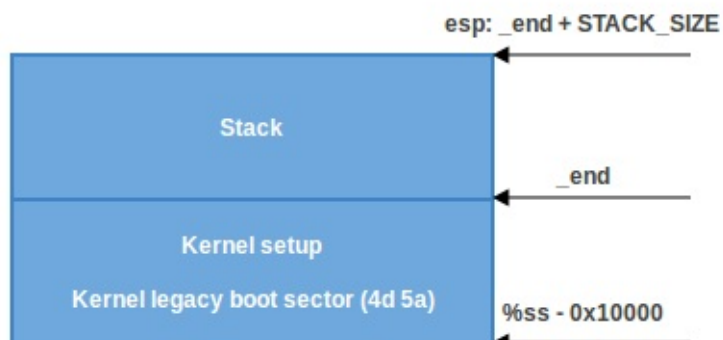 esp: _end + STACK_SIZE
Stack
_end
Kernel setup
Kernel legacy boot sector (4d 5a)
%ss - 0x10000